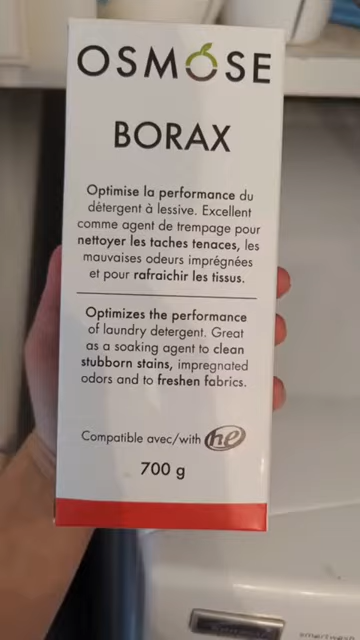 OSMOSE
BORAX
Optimise la performance du
détergent à lessive. Excellent
comme agent de trempage pour
nettoyer les taches tenaces, les
mauvaises odeurs imprégnées
et pour rafraichir les tissus.
Optimizes the performance
of laundry detergent. Great
as a soaking agent to clean
stubborn stains, impregnated
odors and to freshen fabrics.
Compatible avec/with he
700 g